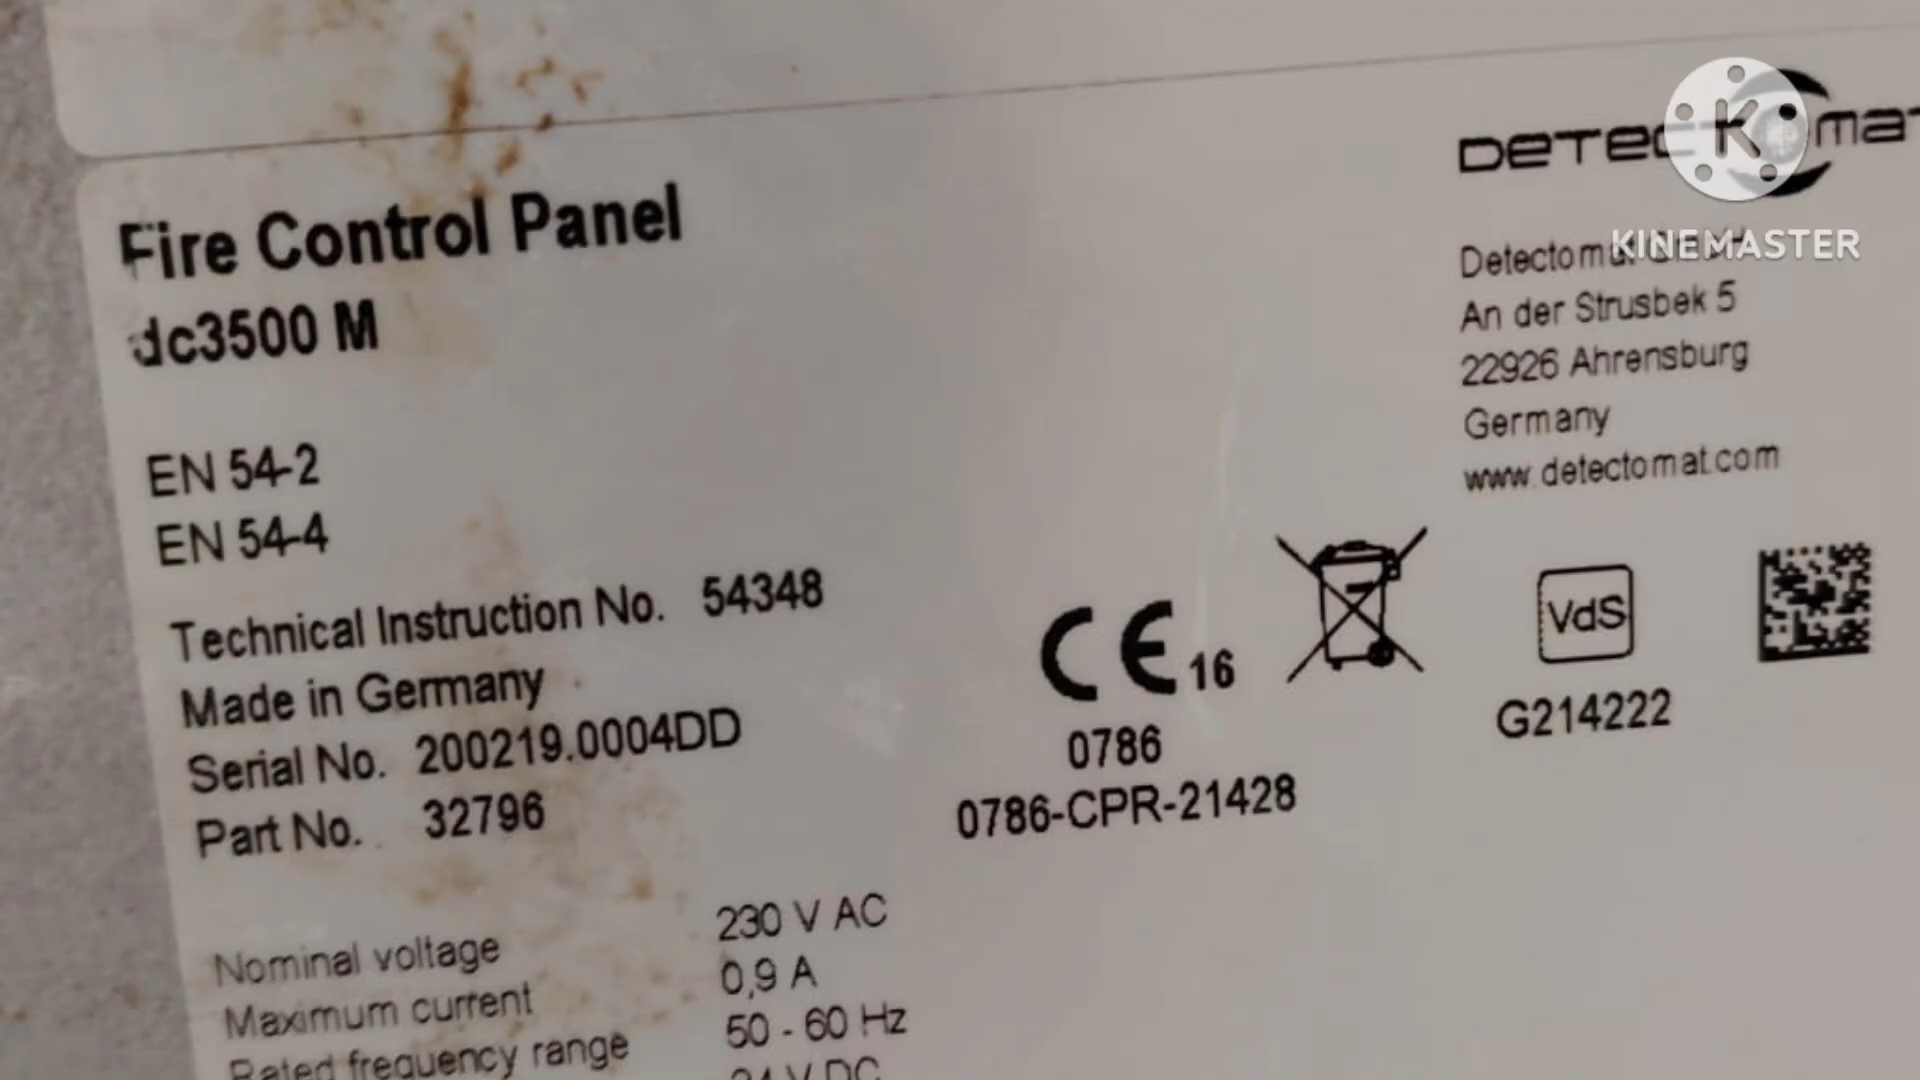 Fire Control Panel
dc3500 M
EN 54-2
EN 54-4
Technical Instruction No. 54348
Made in Germany
Serial No. 200219.0004DD
Part No. 32796
Nominal voltage 230 V AC
Maximum current 0,9 A
Rated frequency range 50 - 60 Hz
24 V DC
K
KINEMASTER
An der Strusbek 5
22926 Ahrensburg
Germany
www.detectomat.com
CE 16
0786
0786-CPR-21428
VdS
G214222